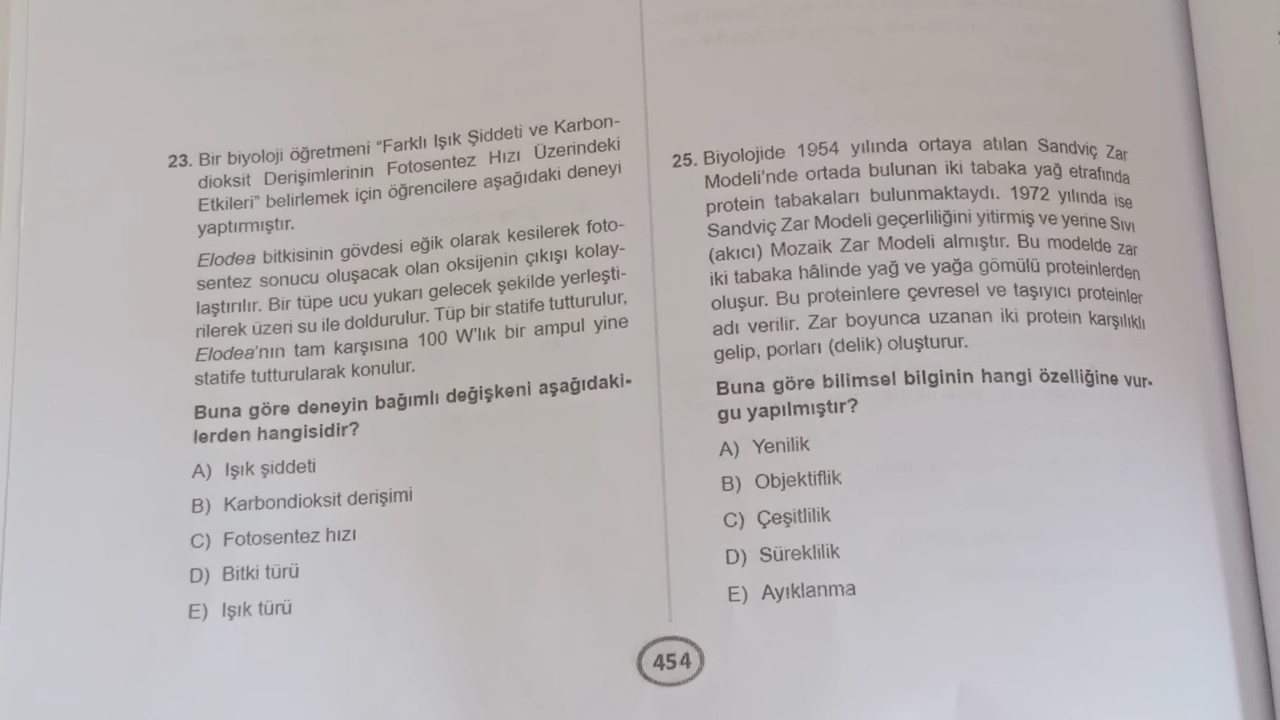 23. Bir biyoloji öğretmeni “Farklı Işık Şiddeti ve Karbon-
dioksit Derişimlerinin Fotosentez Hızı Üzerindeki
Etkileri” belirlemek için öğrencilere aşağıdaki deneyi
yaptırmıştır.
Elodea bitkisinin gövdesi eğik olarak kesilerek foto-
sentez sonucu oluşacak olan oksijenin çıkışı kolay-
laştırılır. Bir tüpe ucu yukarı gelecek şekilde yerleşti-
rilerek üzeri su ile doldurulur. Tüp bir statife tutturulur,
Elodea’nın tam karşısına 100 W’lık bir ampul yine
statife tutturularak konulur.
Buna göre deneyin bağımlı değişkeni aşağıdaki-
lerden hangisidir?
A) Işık şiddeti
B) Karbondioksit derişimi
C) Fotosentez hızı
D) Bitki türü
E) Işık türü
25. Biyolojide 1954 yılında ortaya atılan Sandviç Zar
Modeli’nde ortada bulunan iki tabaka yağ etrafında
protein tabakaları bulunmaktaydı. 1972 yılında ise
Sandviç Zar Modeli geçerliliğini yitirmiş ve yerine Sıvı
(akıcı) Mozaik Zar Modeli almıştır. Bu modelde zar
iki tabaka hâlinde yağ ve yağa gömülü proteinlerden
oluşur. Bu proteinlere çevresel ve taşıyıcı proteinler
adı verilir. Zar boyunca uzanan iki protein karşılıklı
gelip, porları (delik) oluşturur.
Buna göre bilimsel bilginin hangi özelliğine vur-
gu yapılmıştır?
A) Yenilik
B) Objektiflik
C) Çeşitlilik
D) Süreklilik
E) Ayıklanma
454